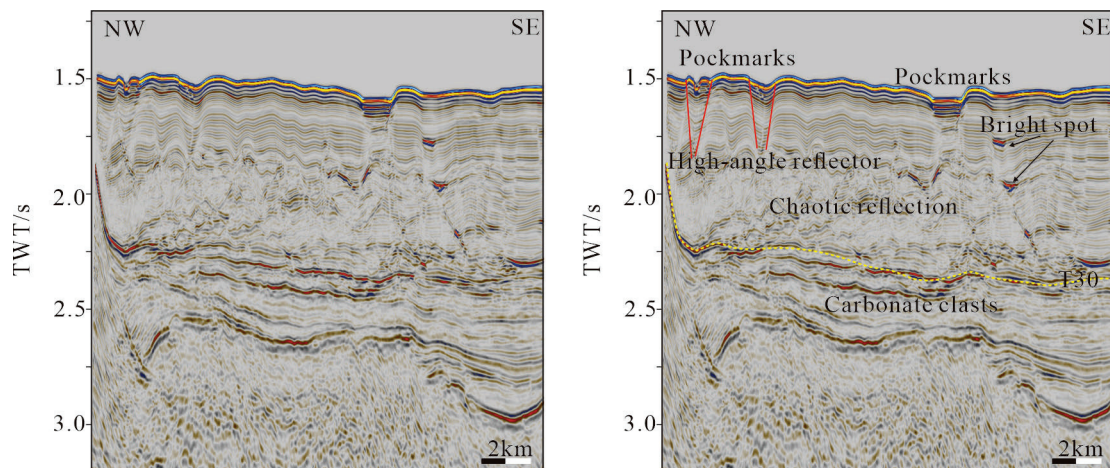 NW
SE
1.5
2.0
2.5
3.0
TWT/s
2km
NW
SE
Pockmarks
Pockmarks
1.5
Bright spot
High-angle reflector
2.0
Chaotic reflection
TWT/s
T30
2.5
Carbonate clasts
3.0
2km